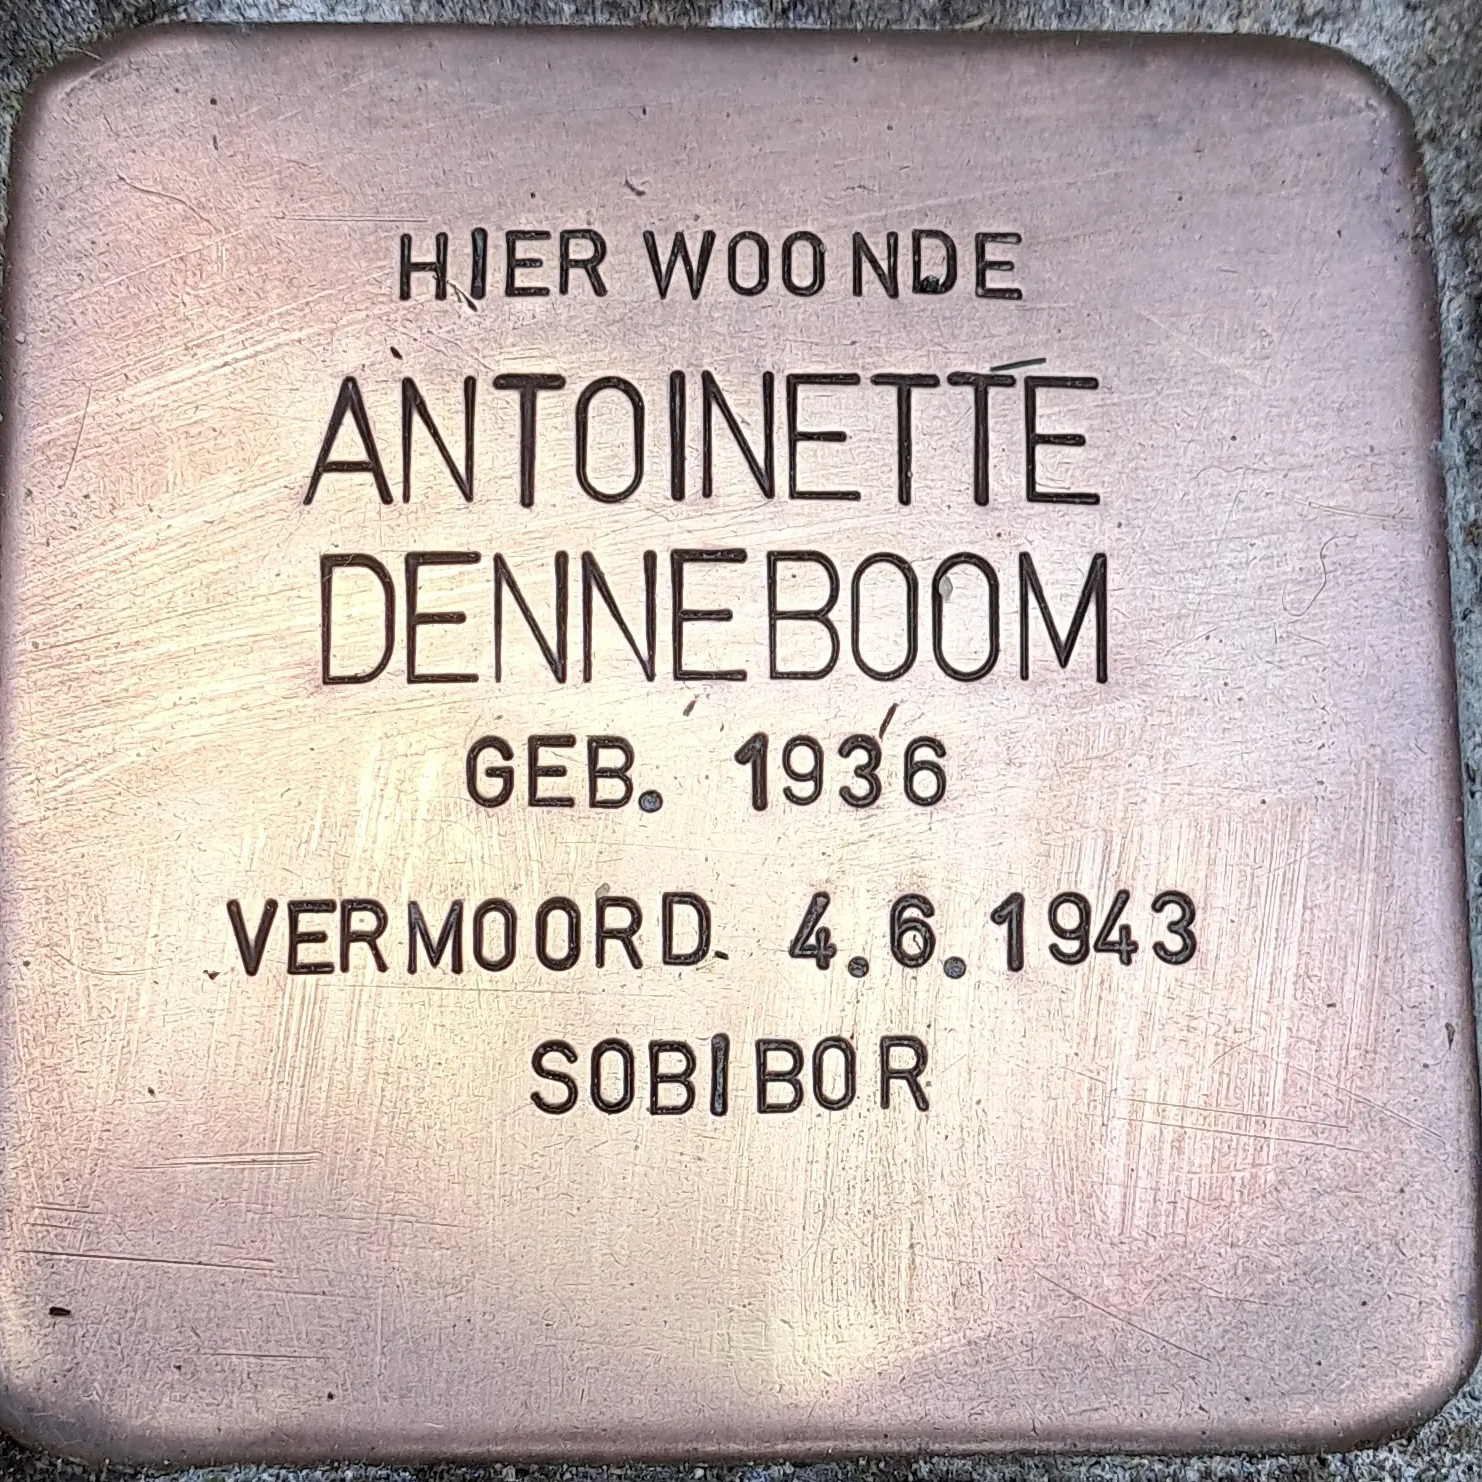 HIER WOONDE
ANTOINETTE
DENNEBOOM
GEB. 1936
VERMOORD 4.6.1943
SOBIBOR